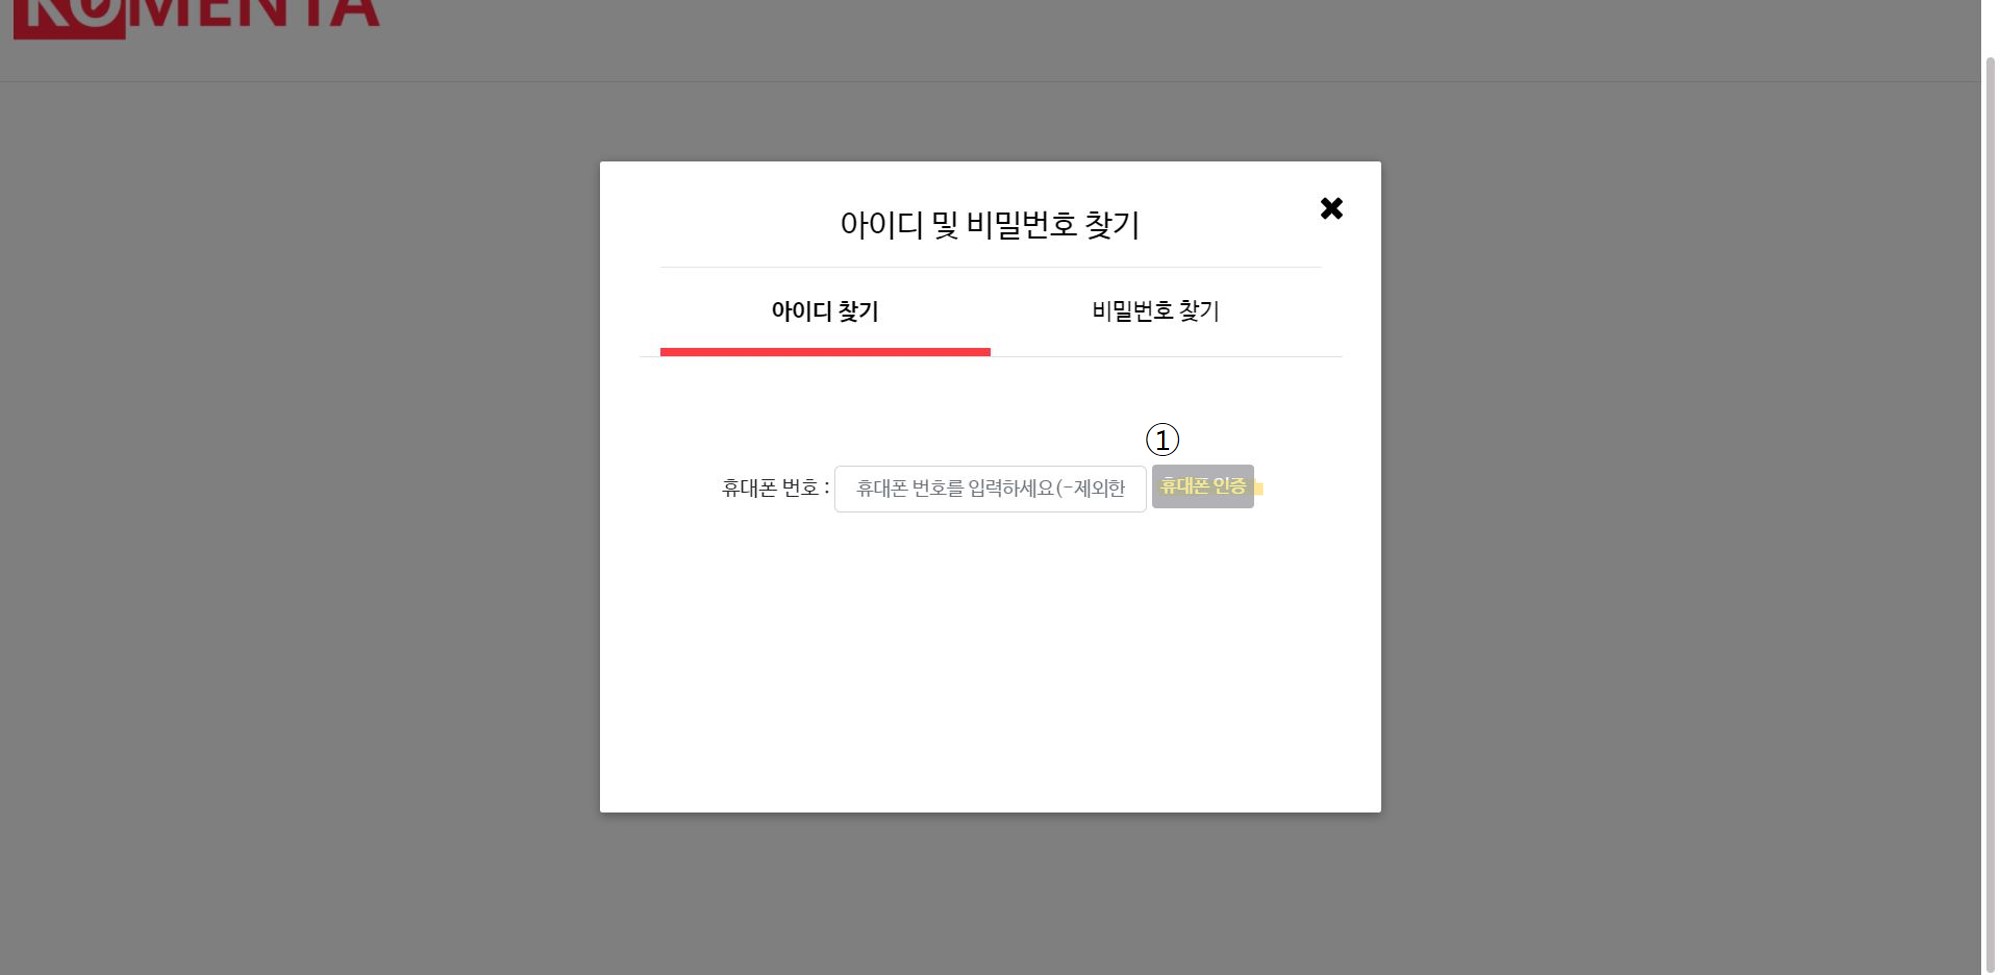 KOMENTA
아이디 및 비밀번호 찾기
아이디 찾기
비밀번호 찾기
①
휴대폰 번호 : 휴대폰 번호를 입력하세요(-제외한 휴대폰 인증